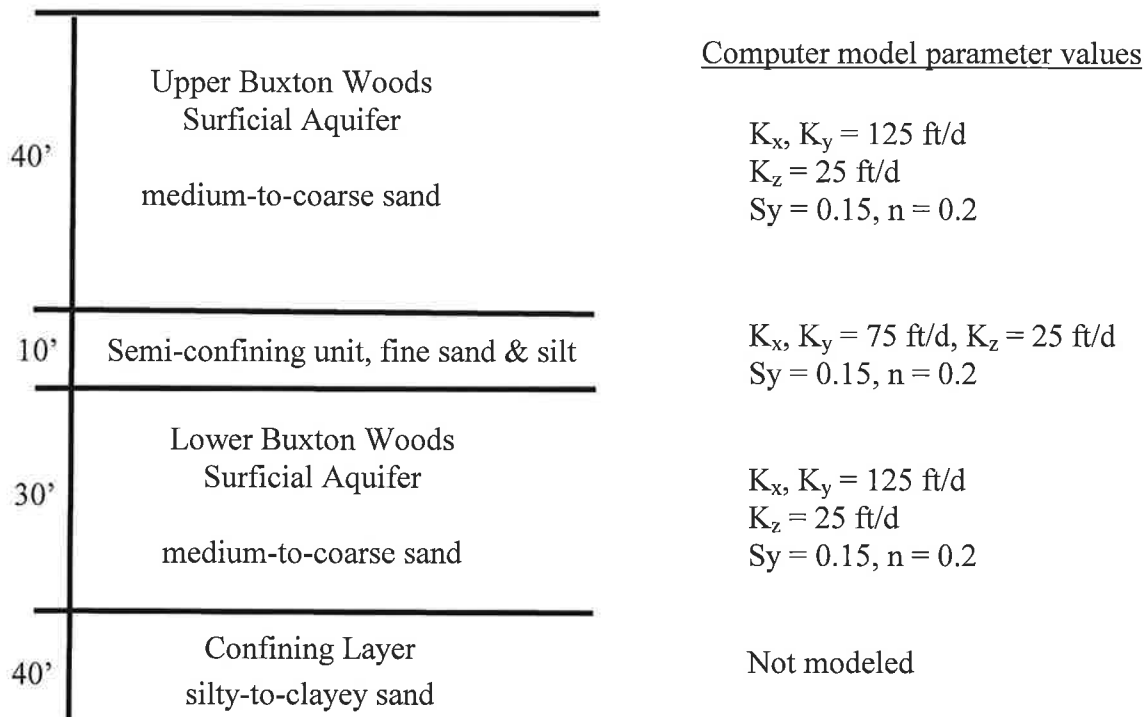 Computer model parameter values
40’
Upper Buxton Woods
Surficial Aquifer
medium-to-coarse sand
Kx, Ky = 125 ft/d
Kz = 25 ft/d
Sy = 0.15, n = 0.2
10’
Semi-confining unit, fine sand & silt
Kx, Ky = 75 ft/d, Kz = 25 ft/d
Sy = 0.15, n = 0.2
30’
Lower Buxton Woods
Surficial Aquifer
medium-to-coarse sand
Kx, Ky = 125 ft/d
Kz = 25 ft/d
Sy = 0.15, n = 0.2
40’
Confining Layer
silty-to-clayey sand
Not modeled